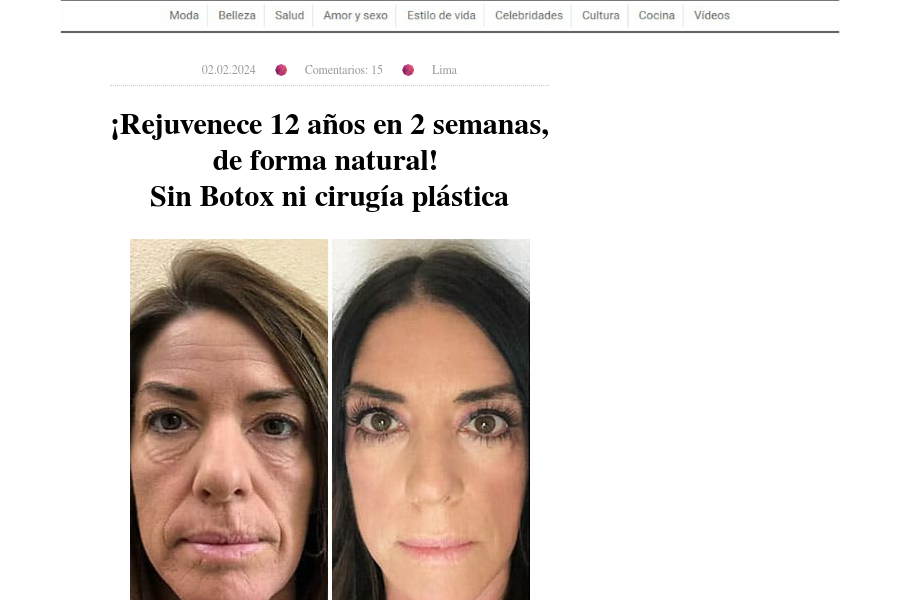 Moda Belleza Salud Amor y sexo Estilo de vida Celebridades Cultura Cocina Vídeos
02.02.2024 Comentarios: 15 Lima
¡Rejuvenece 12 años en 2 semanas,
de forma natural!
Sin Botox ni cirugía plástica